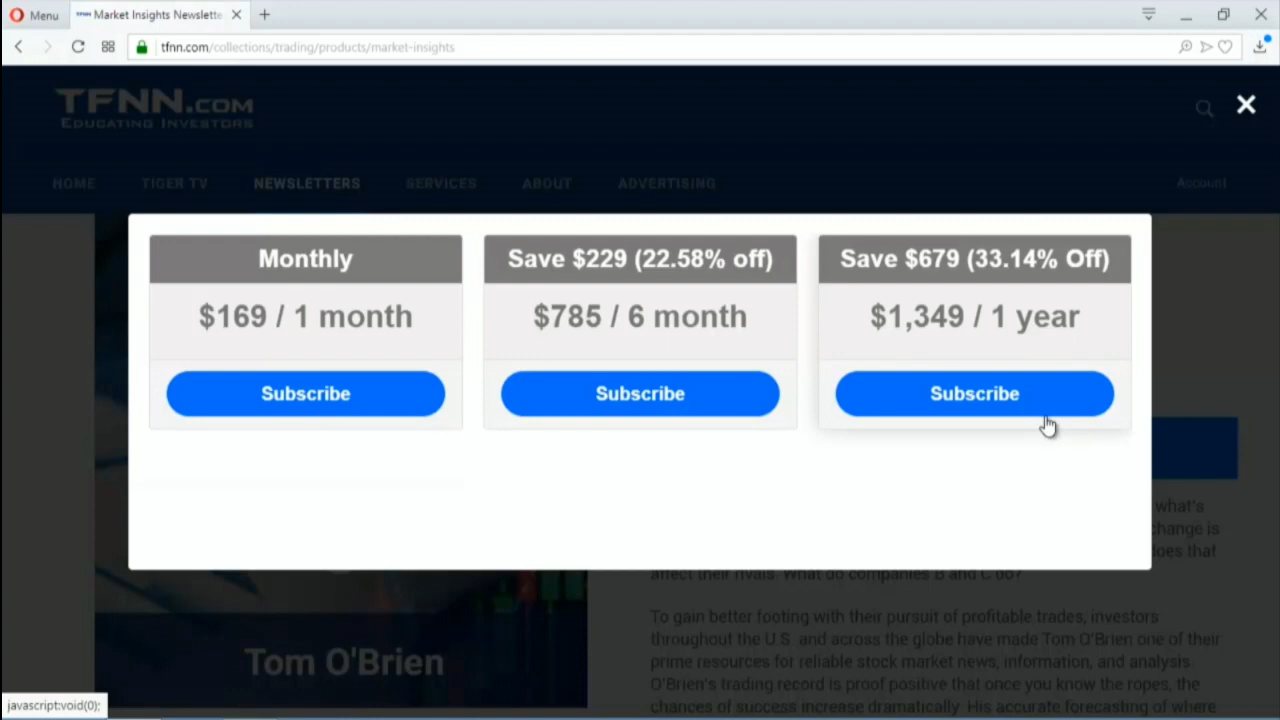 Menu
Market Insights Newslette
tfnn.com/collections/trading/products/market-insights
TFNN.COM
EDUCATING INVESTORS
HOME TIGER TV NEWSLETTERS SERVICES ABOUT ADVERTISING Account
Monthly
$169 / 1 month
Subscribe
Save $229 (22.58% off)
$785 / 6 month
Subscribe
Save $679 (33.14% Off)
$1,349 / 1 year
Subscribe
what's
change is
does that
affect their rivals. What do companies B and C do?
To gain better footing with their pursuit of profitable trades, investors
throughout the U.S. and across the globe have made Tom O'Brien one of their
prime resources for reliable stock market news, information, and analysis.
O'Brien's trading record is proof positive that once you know the ropes, the
chances of success increase dramatically. His accurate forecasting of where
Tom O'Brien
javascript:void(0);